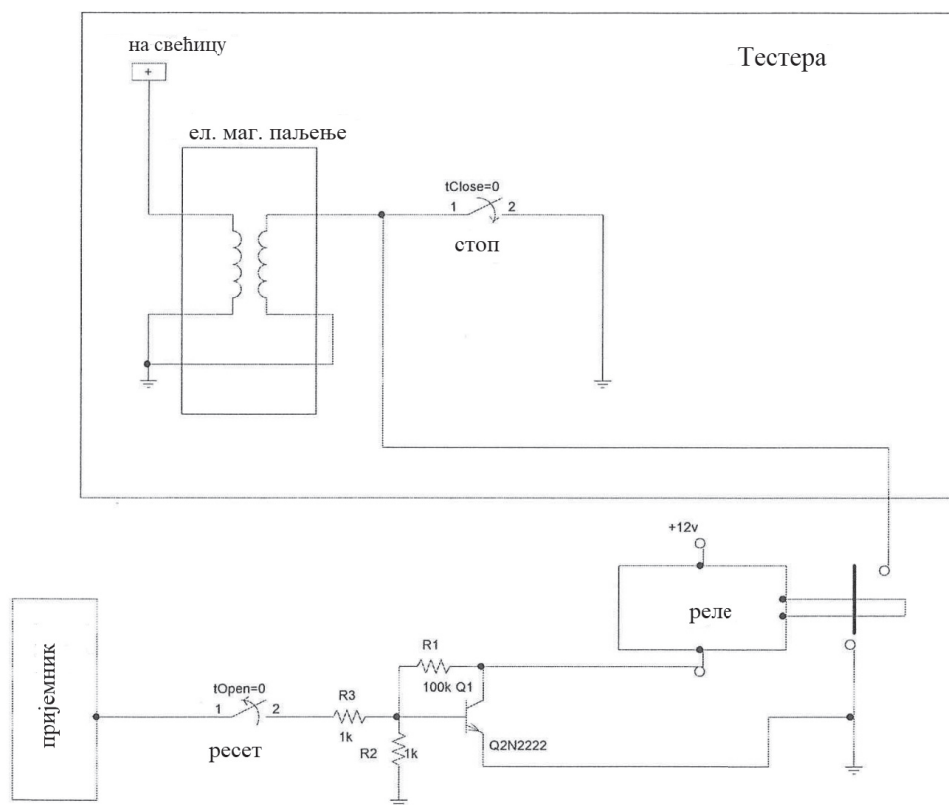 на свећицу
+
Тестера
ел. маг. паљење
tClose=0
1 2
стоп
+12v
реле
пријемник
tOpen=0
1 2
ресет
R3
1k
R1
100k Q1
R2 1k
Q2N2222